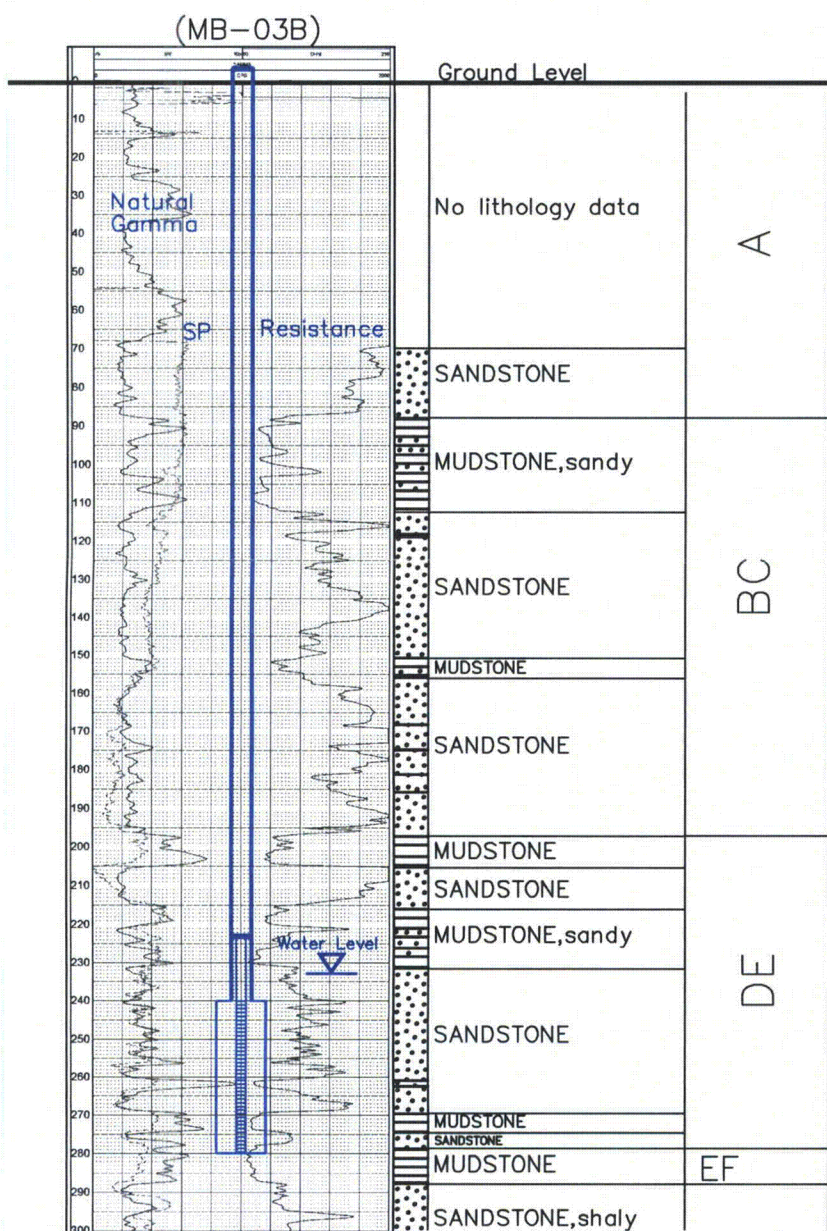 (MB-03B)
Ground Level
10
20
30
Natural
Gamma
No lithology data
A
40
50
60
SP
Resistance
70
SANDSTONE
80
90
100
MUDSTONE,sandy
110
120
130
SANDSTONE
BC
140
150
MUDSTONE
160
170
SANDSTONE
180
190
200
MUDSTONE
210
SANDSTONE
220
MUDSTONE,sandy
Water Level
230
240
DE
250
SANDSTONE
260
270
MUDSTONE
SANDSTONE
280
MUDSTONE
EF
290
SANDSTONE,shaly
300